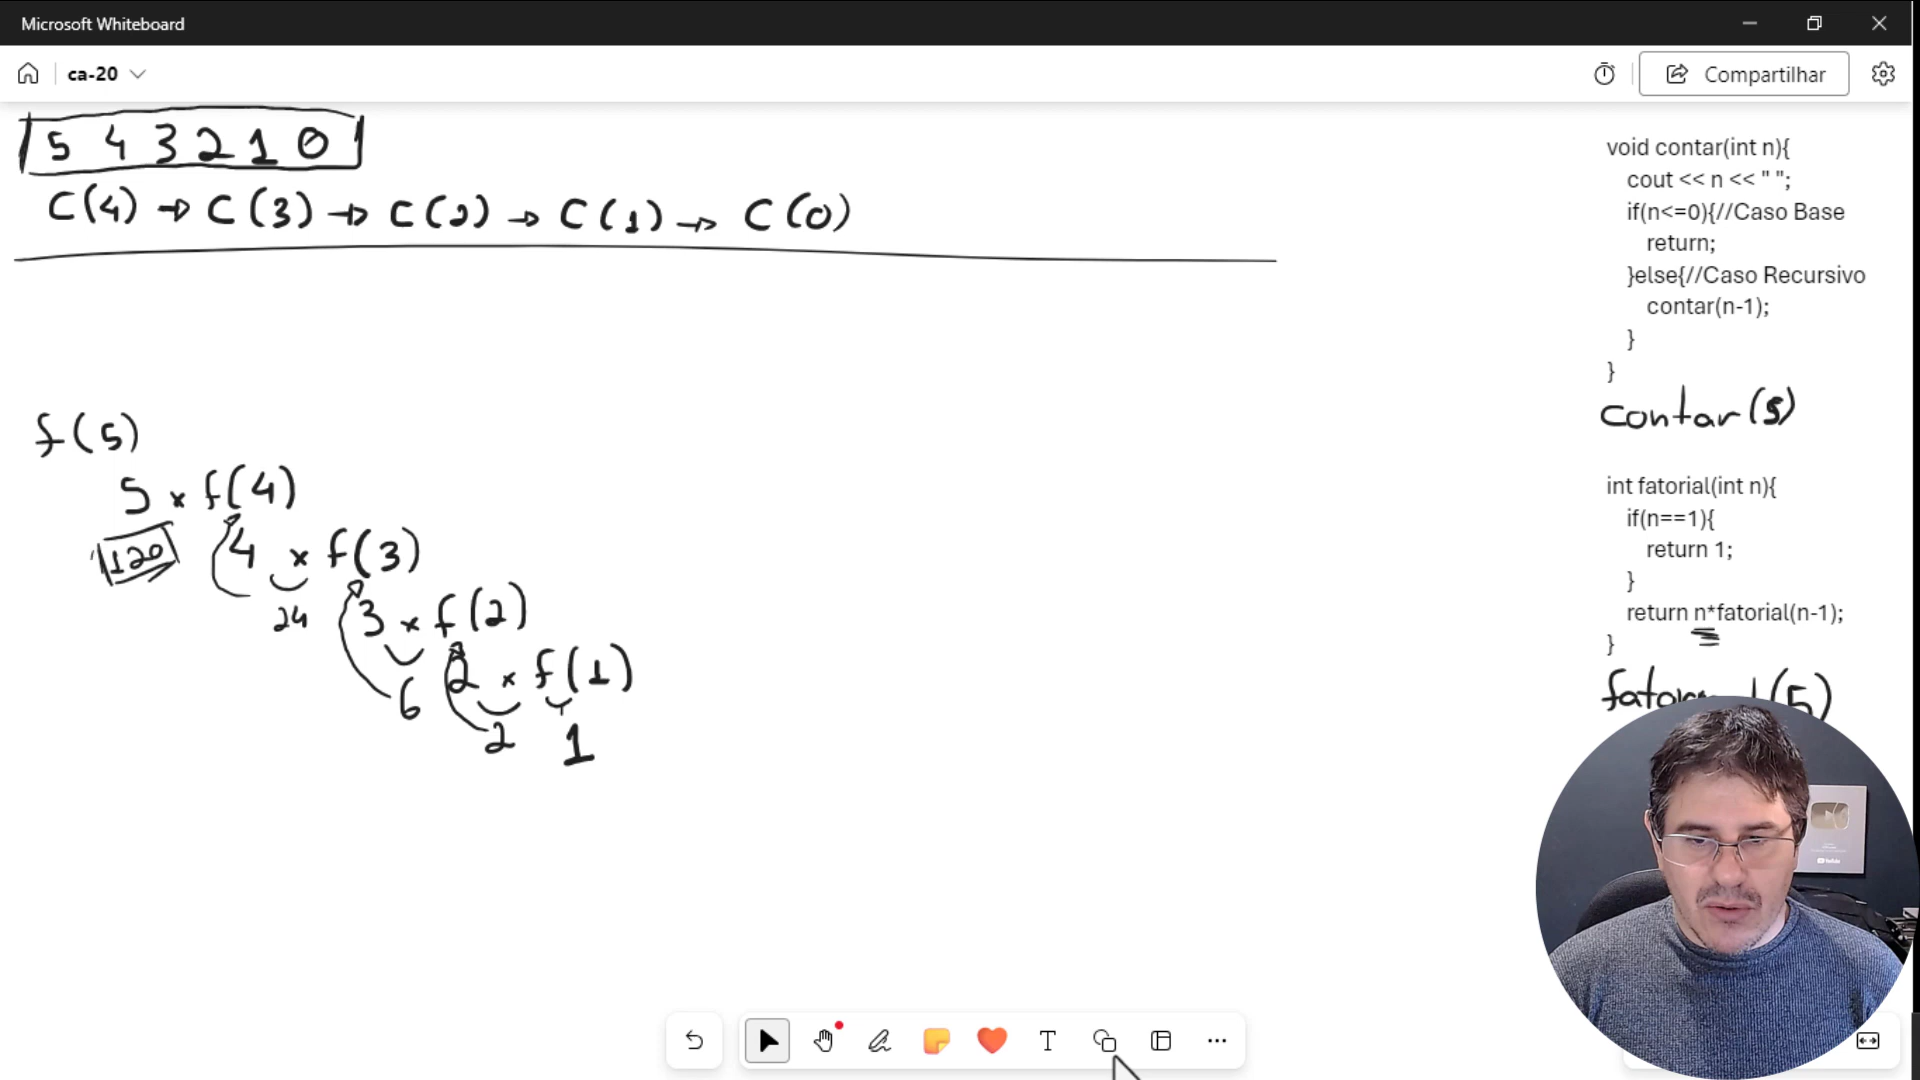 Microsoft Whiteboard
ca-20
Compartilhar
5 4 3 2 1 0
C(4) → C(3) → C(2) → C(1) → C(0)
f(5)
5 × f(4)
120
4 × f(3)
24
3 × f(2)
6
2 × f(1)
2 1
void contar(int n){
cout << n << " ";
if(n<=0){//Caso Base
return;
}else{//Caso Recursivo
contar(n-1);
}
}
contar(5)
int fatorial(int n){
if(n==1){
return 1;
}
return n*fatorial(n-1);
}
(5)
YouTube